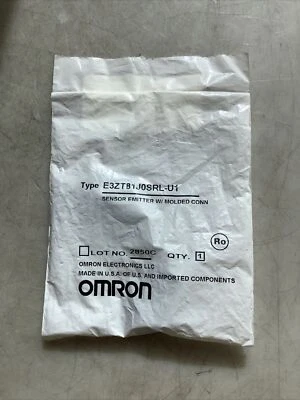 Type E3ZT81J0SRL-U1
SENSOR EMITTER W/ MOLDED CONN
Ro
LOT NO. 2850C QTY. 1
OMRON ELECTRONICS LLC
MADE IN U.S.A. OF U.S. AND IMPORTED COMPONENTS
OMRON